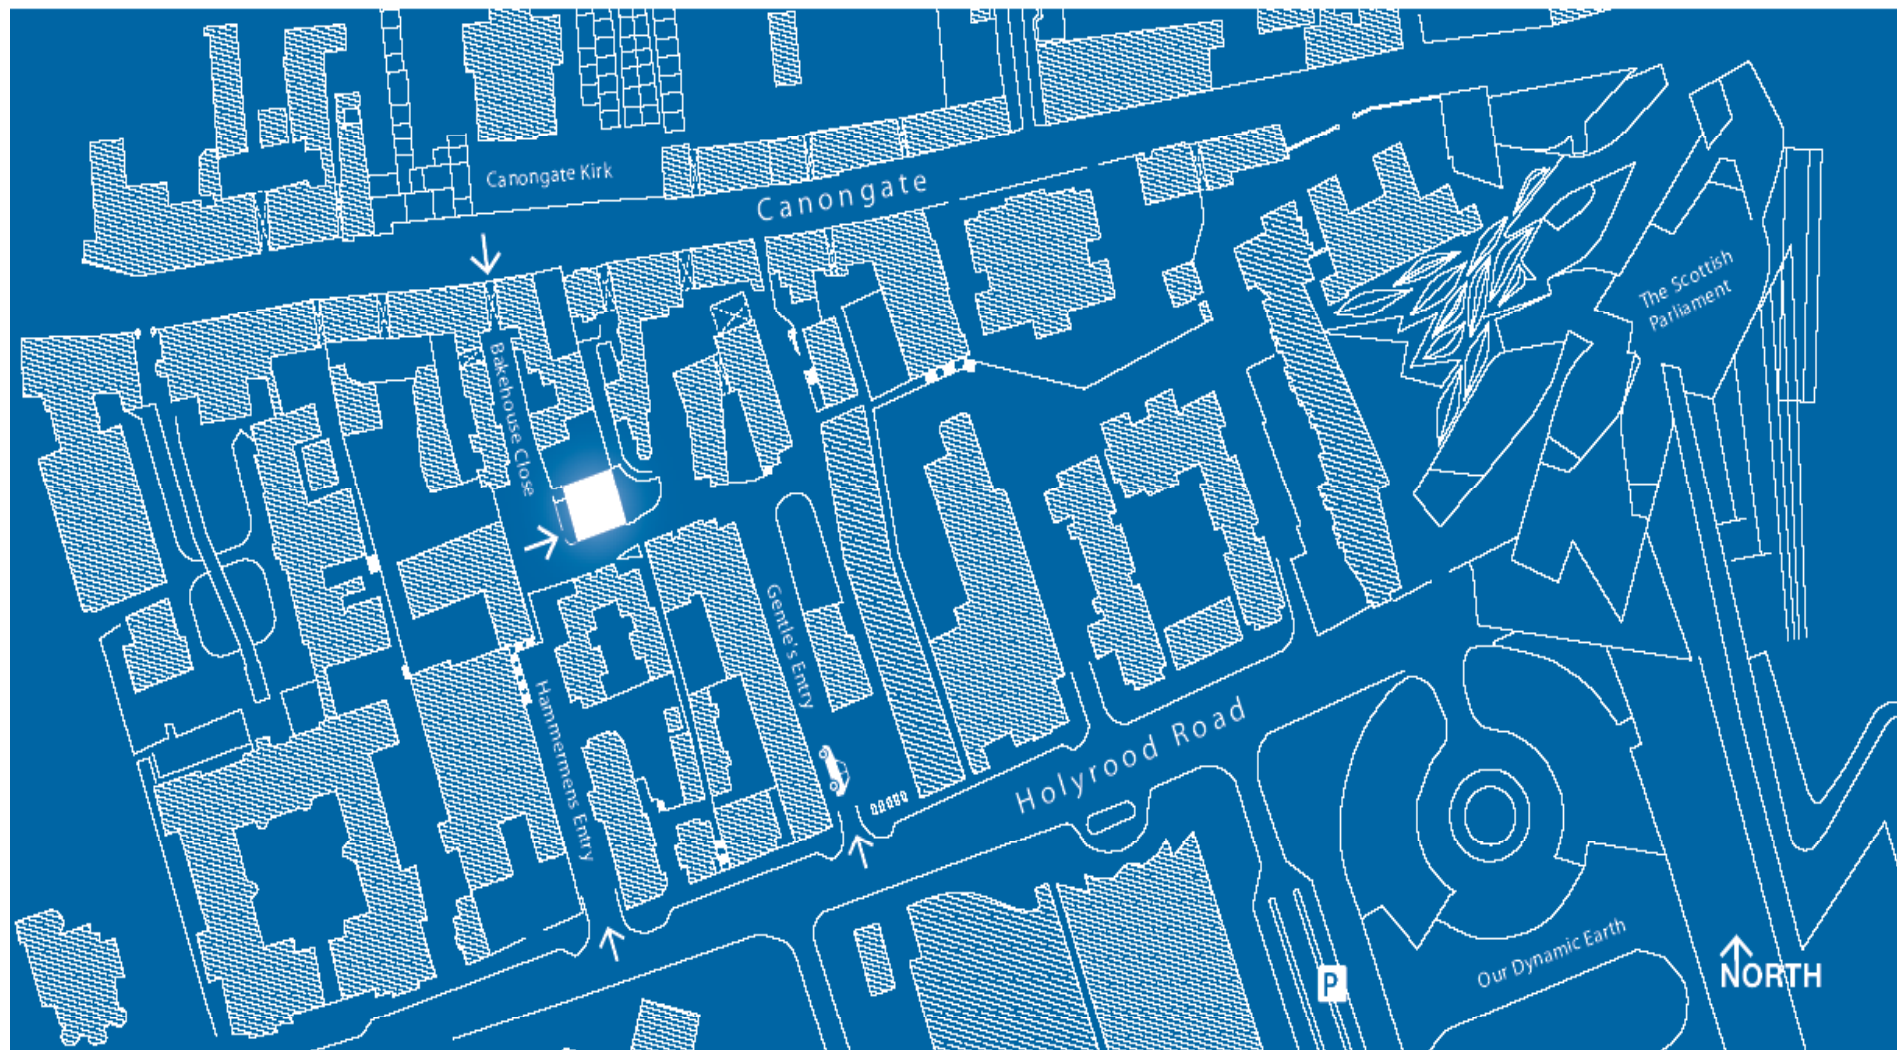 Canongate Kirk
Canongate
The Scottish
Parliament
Bakehouse Close
Gentle's Entry
Hammermens Entry
Holyrood Road
Our Dynamic Earth
P
NORTH